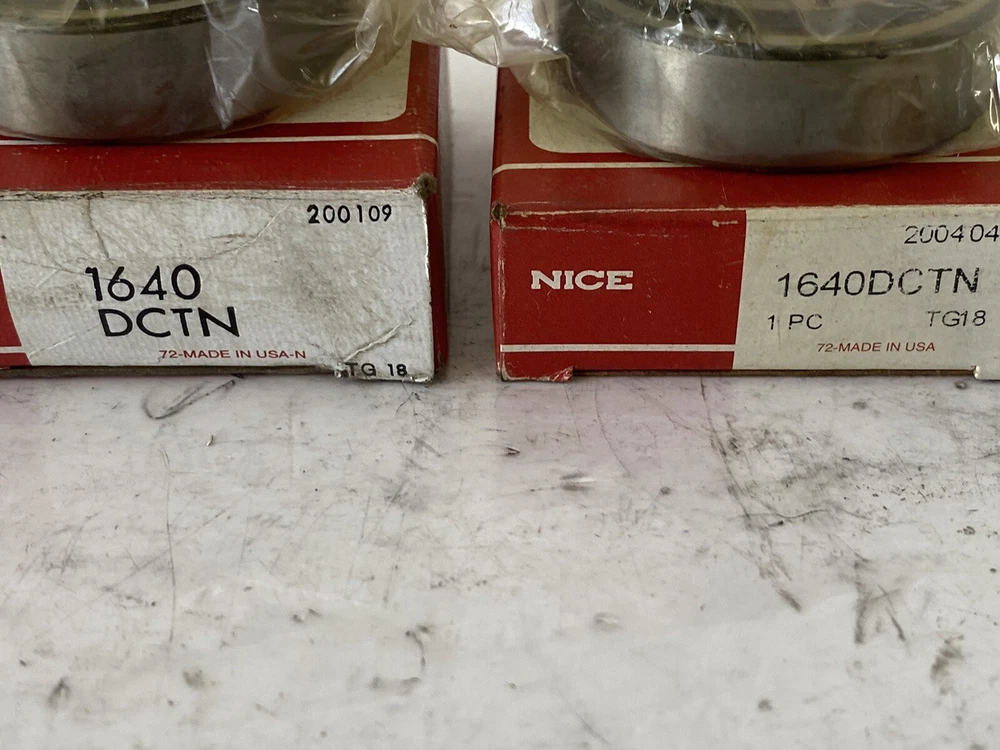 200109
1640
DCTN
72-MADE IN USA-N
TG 18
NICE
200404
1640DCTN
1 PC TG18
72-MADE IN USA